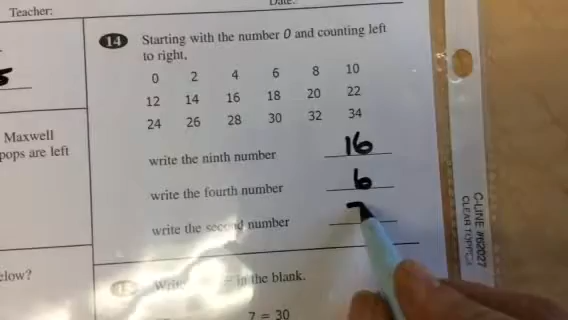 Teacher:
Date:
5
14 Starting with the number 0 and counting left
to right,
0 2 4 6 8 10
12 14 16 18 20 22
24 26 28 30 32 34
write the ninth number 16
write the fourth number 6
write the second number
Maxwell
pops are left
elow?
in the blank.
7 = 30
C-LINE #62027